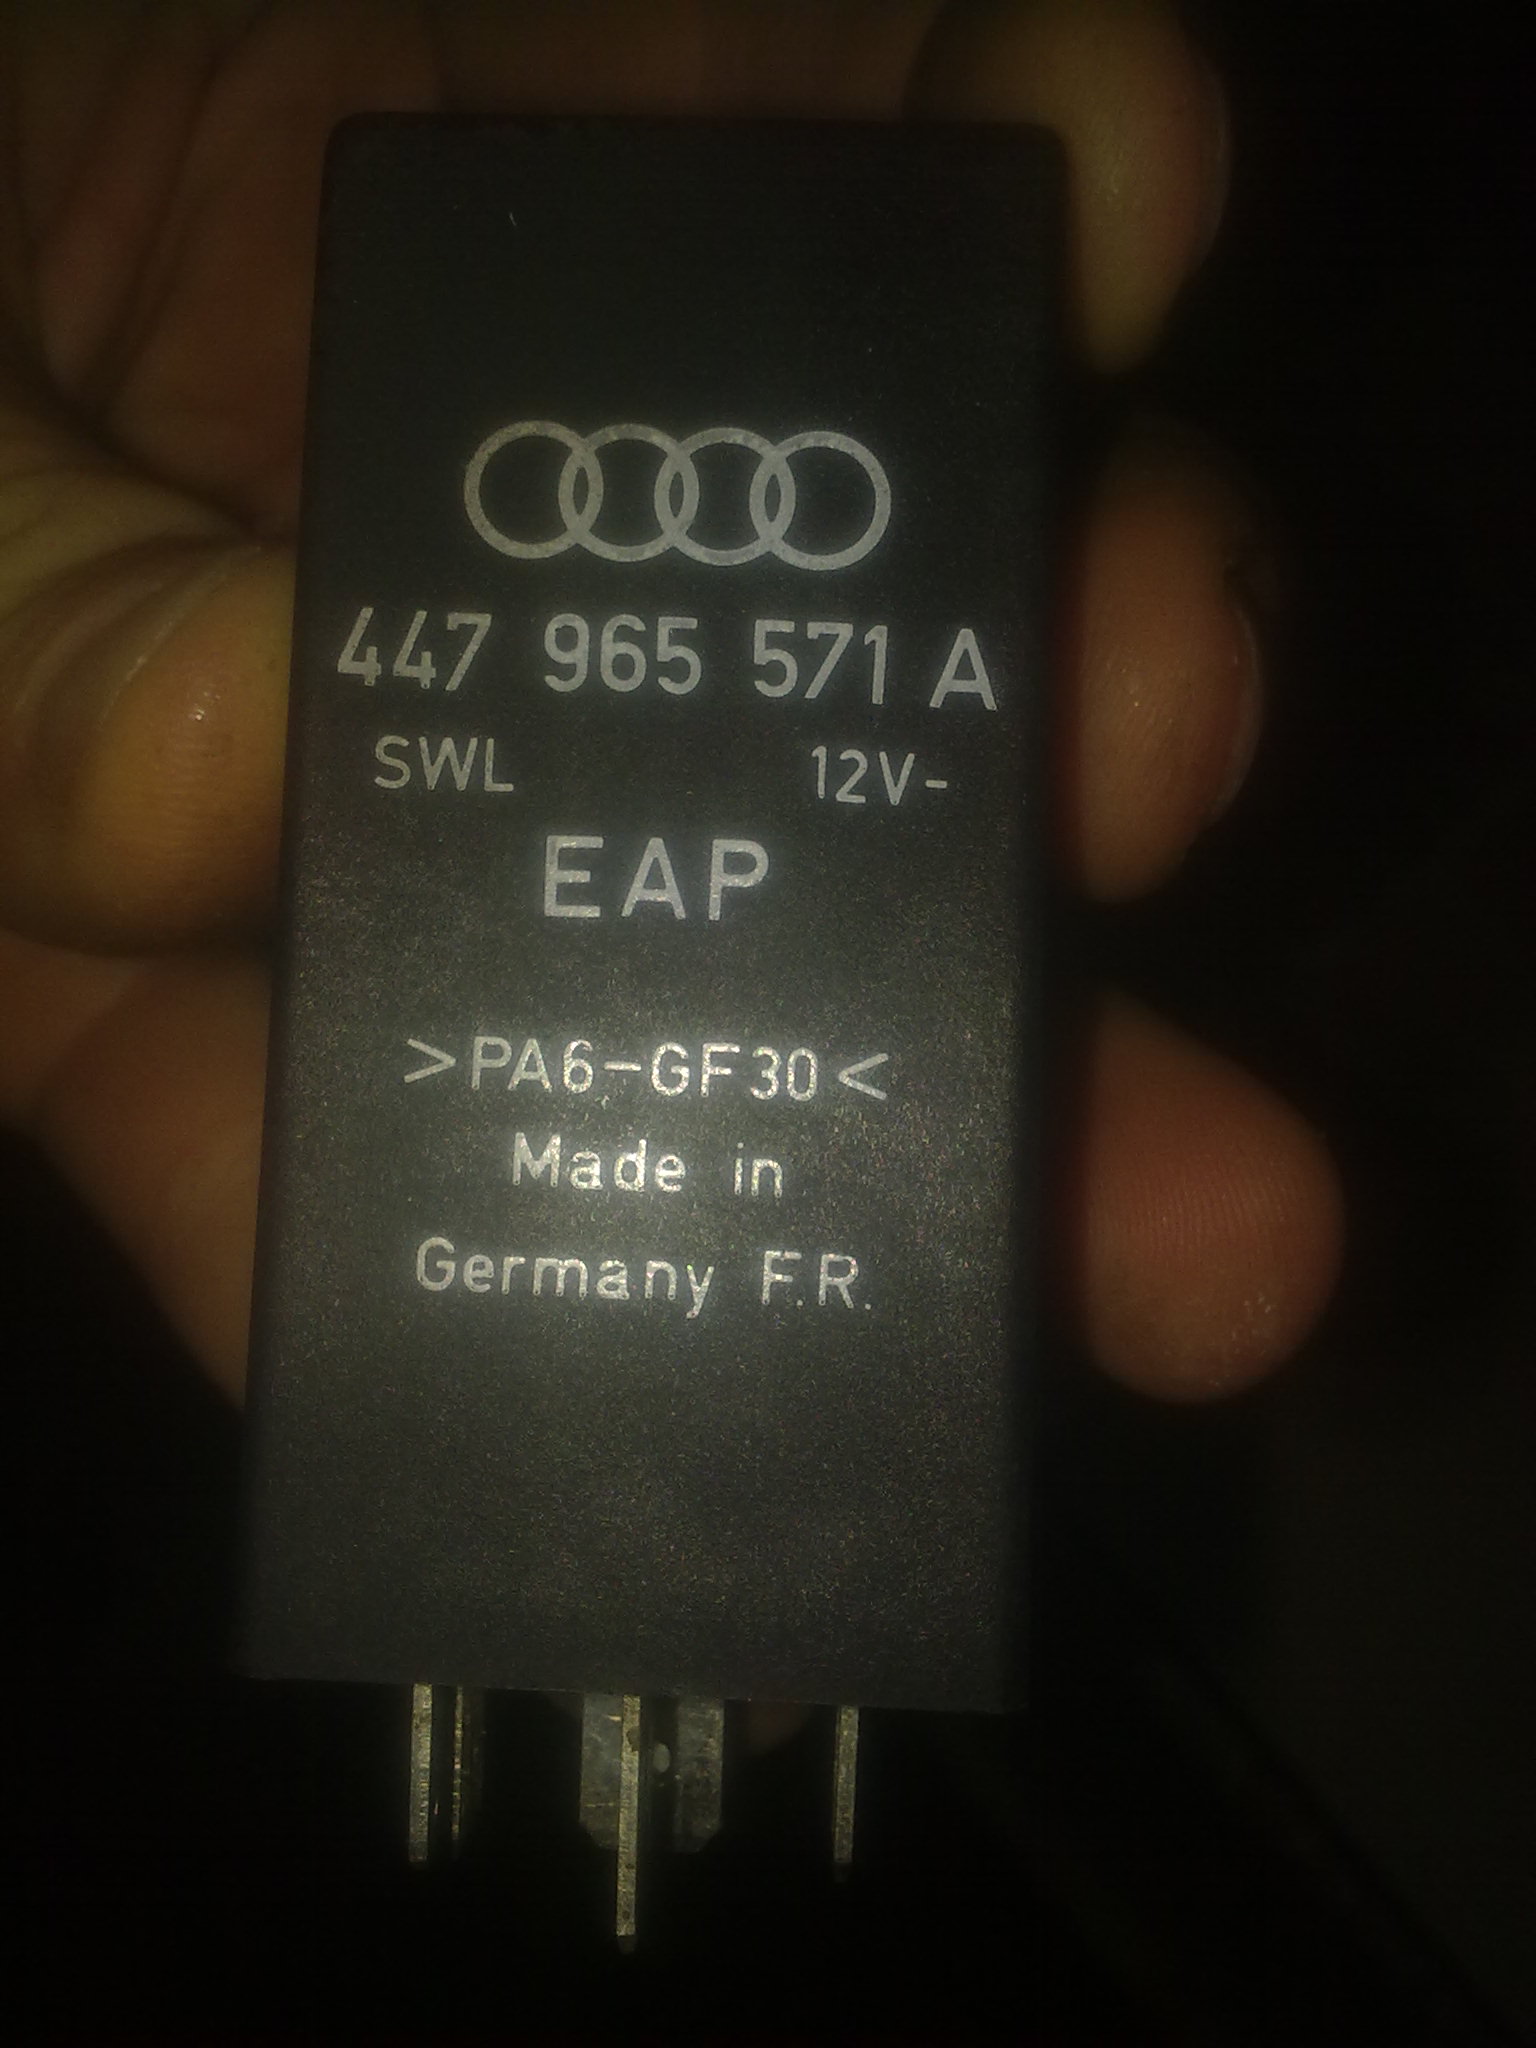 447 965 571 A
SWL 12V-
EAP
>PA6-GF30<
Made in
Germany F.R.